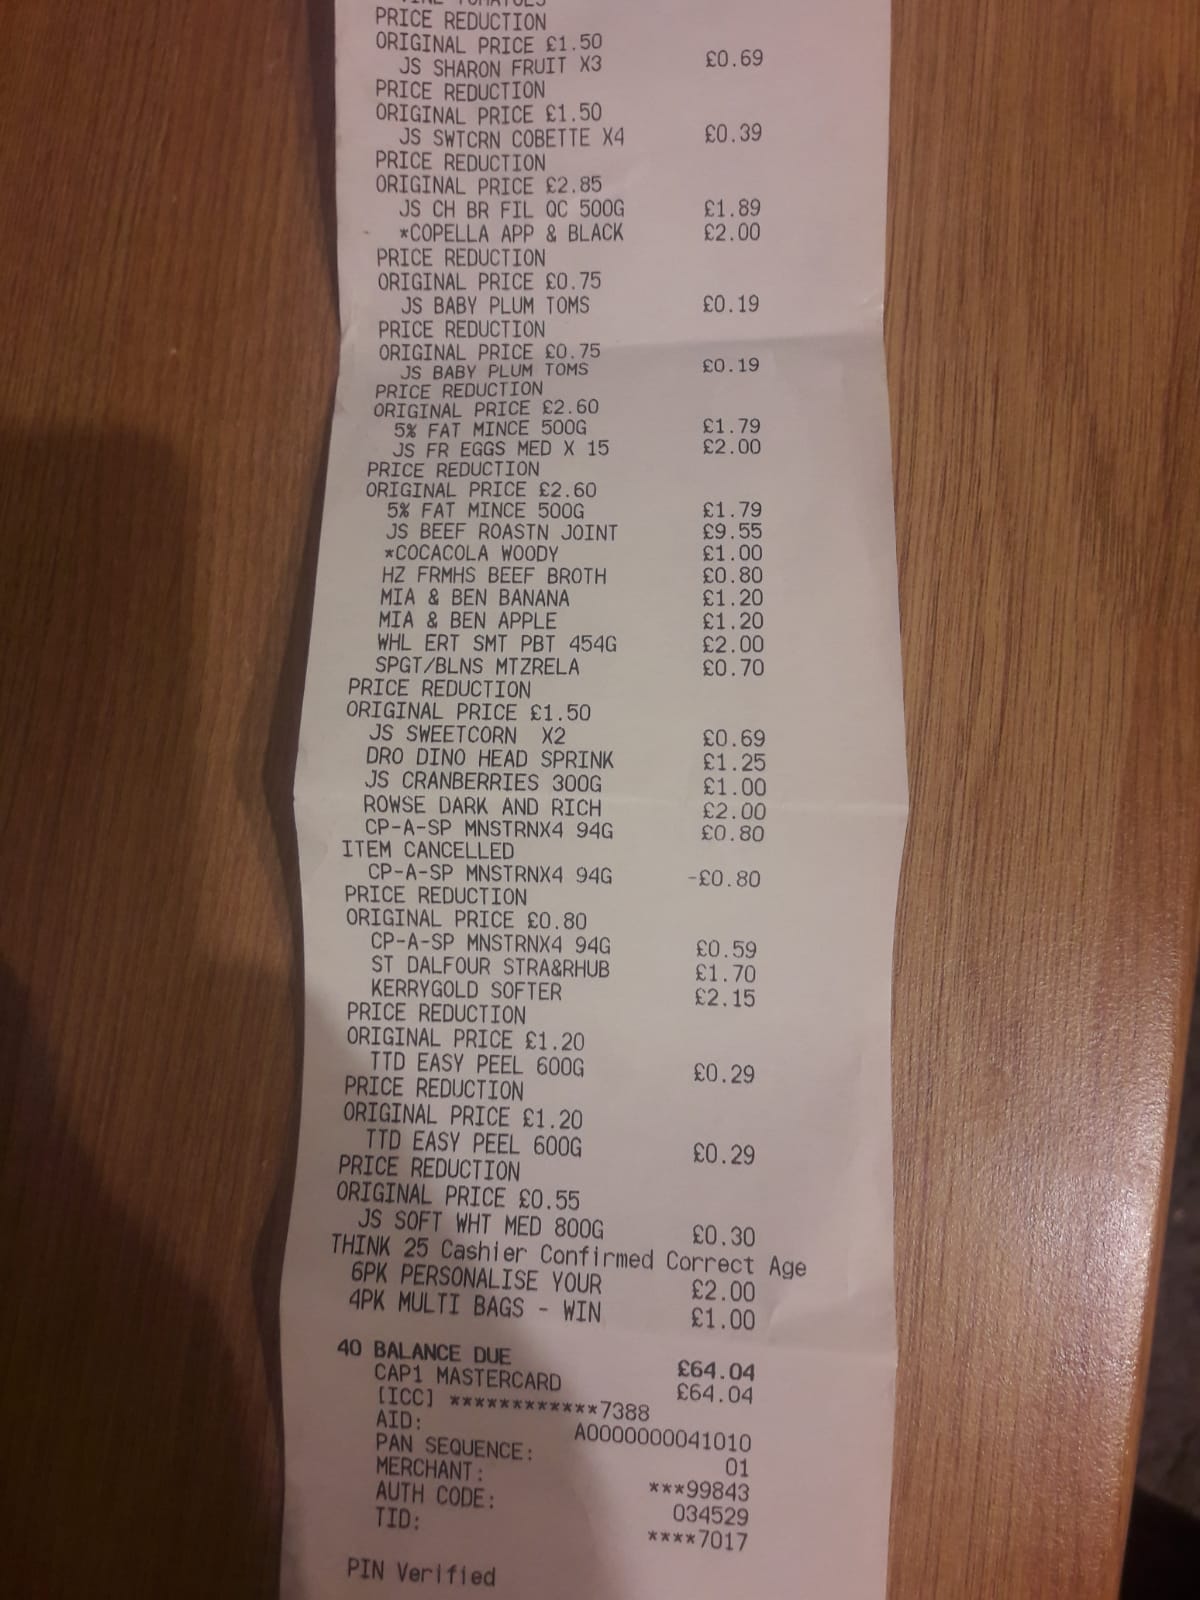 VINE TOMATOES
PRICE REDUCTION
ORIGINAL PRICE £1.50
JS SHARON FRUIT X3 £0.69
PRICE REDUCTION
ORIGINAL PRICE £1.50
JS SWTCRN COBETTE X4 £0.39
PRICE REDUCTION
ORIGINAL PRICE £2.85
JS CH BR FIL QC 500G £1.89
*COPELLA APP & BLACK £2.00
PRICE REDUCTION
ORIGINAL PRICE £0.75
JS BABY PLUM TOMS £0.19
PRICE REDUCTION
ORIGINAL PRICE £0.75
JS BABY PLUM TOMS £0.19
PRICE REDUCTION
ORIGINAL PRICE £2.60
5% FAT MINCE 500G £1.79
JS FR EGGS MED X 15 £2.00
PRICE REDUCTION
ORIGINAL PRICE £2.60
5% FAT MINCE 500G £1.79
JS BEEF ROASTN JOINT £9.55
*COCACOLA WOODY £1.00
HZ FRMHS BEEF BROTH £0.80
MIA & BEN BANANA £1.20
MIA & BEN APPLE £1.20
WHL ERT SMT PBT 454G £2.00
SPGT/BLNS MTZRELA £0.70
PRICE REDUCTION
ORIGINAL PRICE £1.50
JS SWEETCORN X2 £0.69
DRO DINO HEAD SPRINK £1.25
JS CRANBERRIES 300G £1.00
ROWSE DARK AND RICH £2.00
CP-A-SP MNSTRNX4 94G £0.80
ITEM CANCELLED
CP-A-SP MNSTRNX4 94G -£0.80
PRICE REDUCTION
ORIGINAL PRICE £0.80
CP-A-SP MNSTRNX4 94G £0.59
ST DALFOUR STRA&RHUB £1.70
KERRYGOLD SOFTER £2.15
PRICE REDUCTION
ORIGINAL PRICE £1.20
TTD EASY PEEL 600G £0.29
PRICE REDUCTION
ORIGINAL PRICE £1.20
TTD EASY PEEL 600G £0.29
PRICE REDUCTION
ORIGINAL PRICE £0.55
JS SOFT WHT MED 800G £0.30
THINK 25 Cashier Confirmed Correct Age
6PK PERSONALISE YOUR £2.00
4PK MULTI BAGS - WIN £1.00
40 BALANCE DUE £64.04
CAP1 MASTERCARD £64.04
[ICC] ************7388
AID: A0000000041010
PAN SEQUENCE: 01
MERCHANT: ***99843
AUTH CODE: 034529
TID: ****7017
PIN Verified